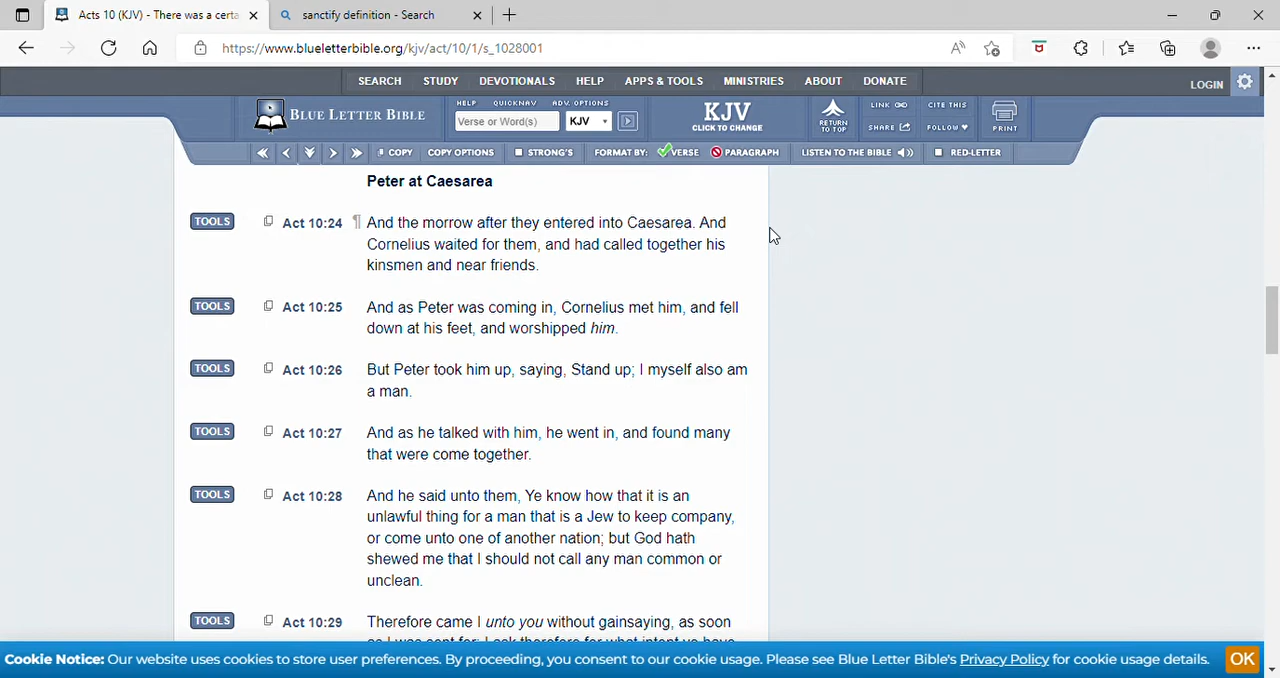 Acts 10 (KJV) - There was a certa
sanctify definition - Search
https://www.blueletterbible.org/kjv/act/10/1/s_1028001
SEARCH STUDY DEVOTIONALS HELP APPS & TOOLS MINISTRIES ABOUT DONATE LOGIN
BLUE LETTER BIBLE
HELP QUICKNAV ADV. OPTIONS
Verse or Word(s) KJV
KJV
CLICK TO CHANGE
RETURN
TO TOP
LINK CITE THIS
SHARE FOLLOW
PRINT
COPY COPY OPTIONS STRONG'S FORMAT BY: VERSE PARAGRAPH LISTEN TO THE BIBLE RED-LETTER
Peter at Caesarea
TOOLS Act 10:24 ¶ And the morrow after they entered into Caesarea. And
Cornelius waited for them, and had called together his
kinsmen and near friends.
TOOLS Act 10:25 And as Peter was coming in, Cornelius met him, and fell
down at his feet, and worshipped him.
TOOLS Act 10:26 But Peter took him up, saying, Stand up; I myself also am
a man.
TOOLS Act 10:27 And as he talked with him, he went in, and found many
that were come together.
TOOLS Act 10:28 And he said unto them, Ye know how that it is an
unlawful thing for a man that is a Jew to keep company,
or come unto one of another nation; but God hath
shewed me that I should not call any man common or
unclean.
TOOLS Act 10:29 Therefore came I unto you without gainsaying, as soon
as I was sent for: I ask therefore for what intent ye have
Cookie Notice: Our website uses cookies to store user preferences. By proceeding, you consent to our cookie usage. Please see Blue Letter Bible's Privacy Policy for cookie usage details. OK